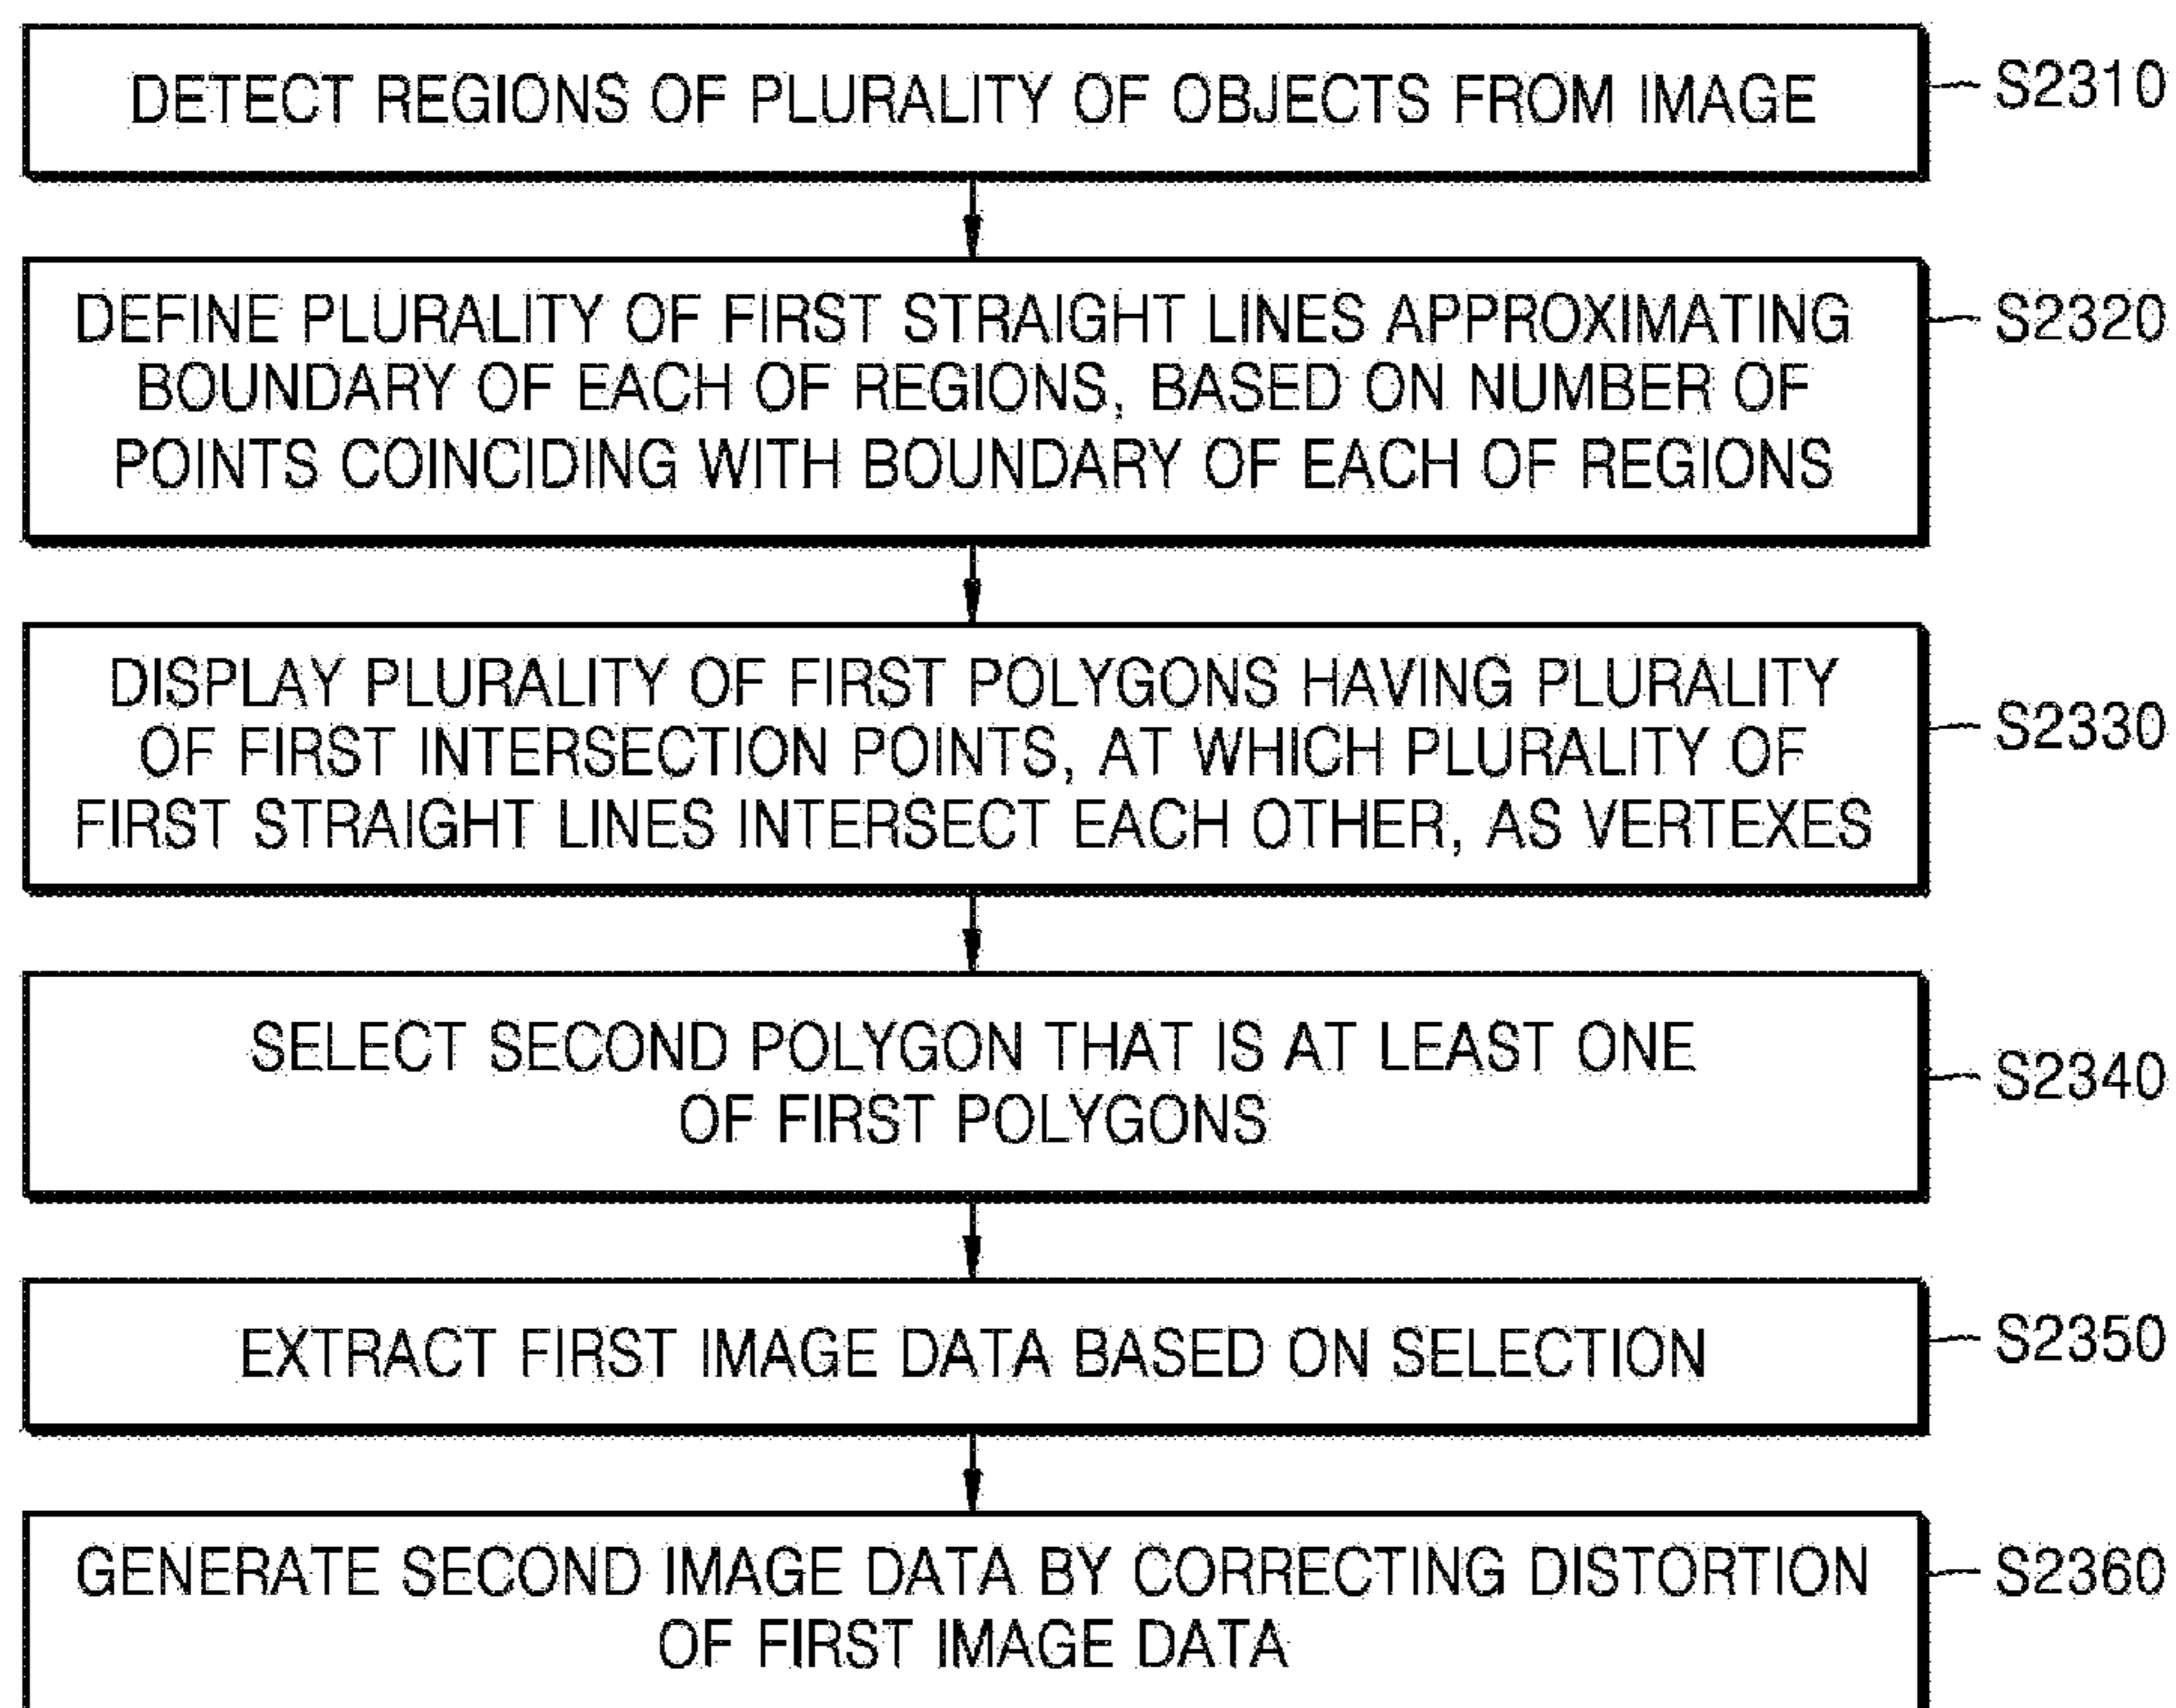 DETECT REGIONS OF PLURALITY OF OBJECTS FROM IMAGE
S2310
DEFINE PLURALITY OF FIRST STRAIGHT LINES APPROXIMATING
BOUNDARY OF EACH OF REGIONS, BASED ON NUMBER OF
POINTS COINCIDING WITH BOUNDARY OF EACH OF REGIONS
S2320
DISPLAY PLURALITY OF FIRST POLYGONS HAVING PLURALITY
OF FIRST INTERSECTION POINTS, AT WHICH PLURALITY OF
FIRST STRAIGHT LINES INTERSECT EACH OTHER, AS VERTEXES
S2330
SELECT SECOND POLYGON THAT IS AT LEAST ONE
OF FIRST POLYGONS
S2340
EXTRACT FIRST IMAGE DATA BASED ON SELECTION
S2350
GENERATE SECOND IMAGE DATA BY CORRECTING DISTORTION
OF FIRST IMAGE DATA
S2360